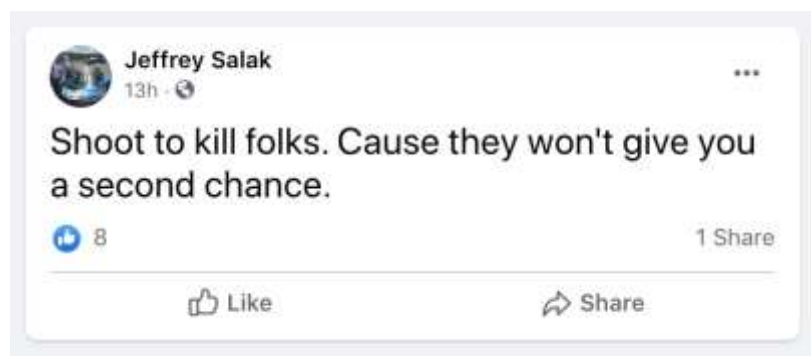 Jeffrey Salak
13h ·
Shoot to kill folks. Cause they won't give you
a second chance.
8
1 Share
Like
Share